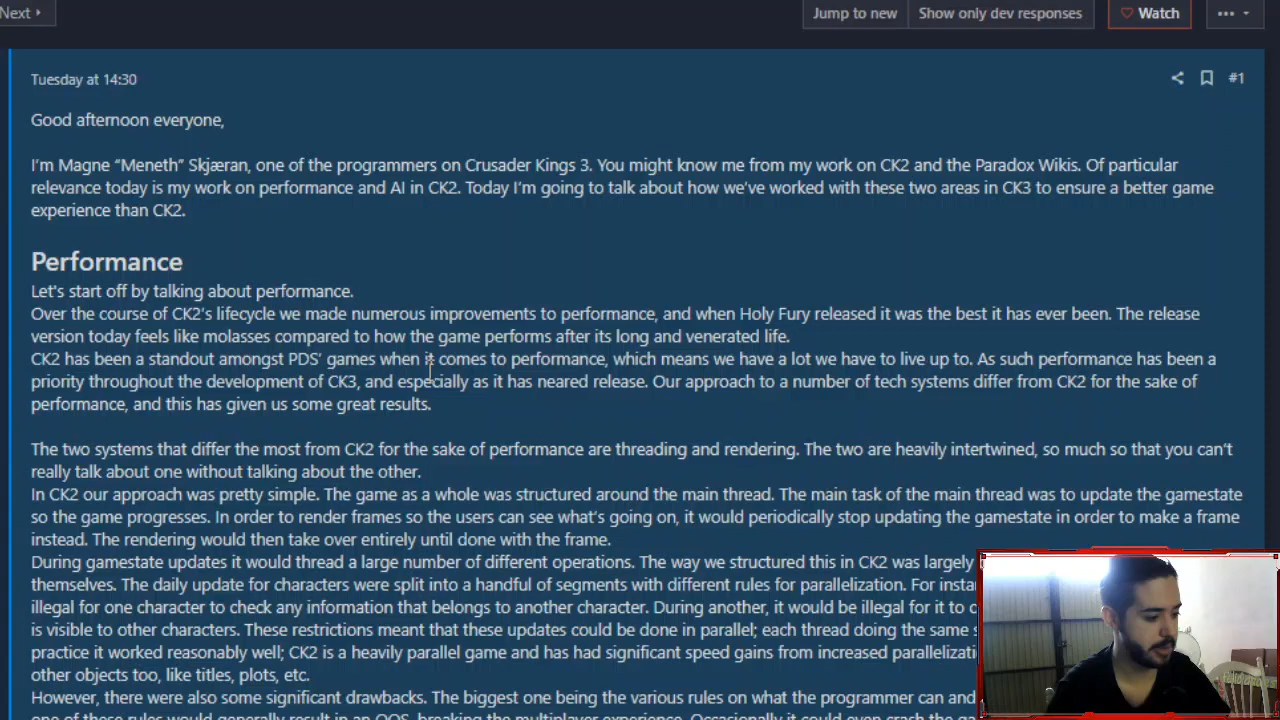 Next
Jump to new
Show only dev responses
Watch
Tuesday at 14:30
#1
Good afternoon everyone,
I'm Magne “Meneth” Skjæran, one of the programmers on Crusader Kings 3. You might know me from my work on CK2 and the Paradox Wikis. Of particular
relevance today is my work on performance and AI in CK2. Today I'm going to talk about how we've worked with these two areas in CK3 to ensure a better game
experience than CK2.
Performance
Let's start off by talking about performance.
Over the course of CK2's lifecycle we made numerous improvements to performance, and when Holy Fury released it was the best it has ever been. The release
version today feels like molasses compared to how the game performs after its long and venerated life.
CK2 has been a standout amongst PDS' games when it comes to performance, which means we have a lot we have to live up to. As such performance has been a
priority throughout the development of CK3, and especially as it has neared release. Our approach to a number of tech systems differ from CK2 for the sake of
performance, and this has given us some great results.
The two systems that differ the most from CK2 for the sake of performance are threading and rendering. The two are heavily intertwined, so much so that you can't
really talk about one without talking about the other.
In CK2 our approach was pretty simple. The game as a whole was structured around the main thread. The main task of the main thread was to update the gamestate
so the game progresses. In order to render frames so the users can see what's going on, it would periodically stop updating the gamestate in order to make a frame
instead. The rendering would then take over entirely until done with the frame.
During gamestate updates it would thread a large number of different operations. The way we structured this in CK2 was largely
themselves. The daily update for characters were split into a handful of segments with different rules for parallelization. For
illegal for one character to check any information that belongs to another character. During another, it would be illegal for it to
is visible to other characters. These restrictions meant that these updates could be done in parallel; each thread doing the same
practice it worked reasonably well; CK2 is a heavily parallel game and has had significant speed gains from increased
other objects too, like titles, plots, etc.
However, there were also some significant drawbacks. The biggest one being the various rules on what the programmer can and
one of these rules would generally result in an OOS, breaking the multiplayer experience. Occasionally it could even crash the